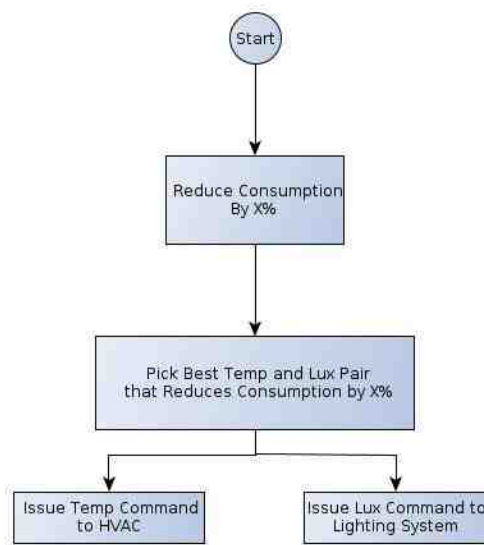 Start
Reduce Consumption
By X%
Pick Best Temp and Lux Pair
that Reduces Consumption by X%
Issue Temp Command
to HVAC
Issue Lux Command to
Lighting System